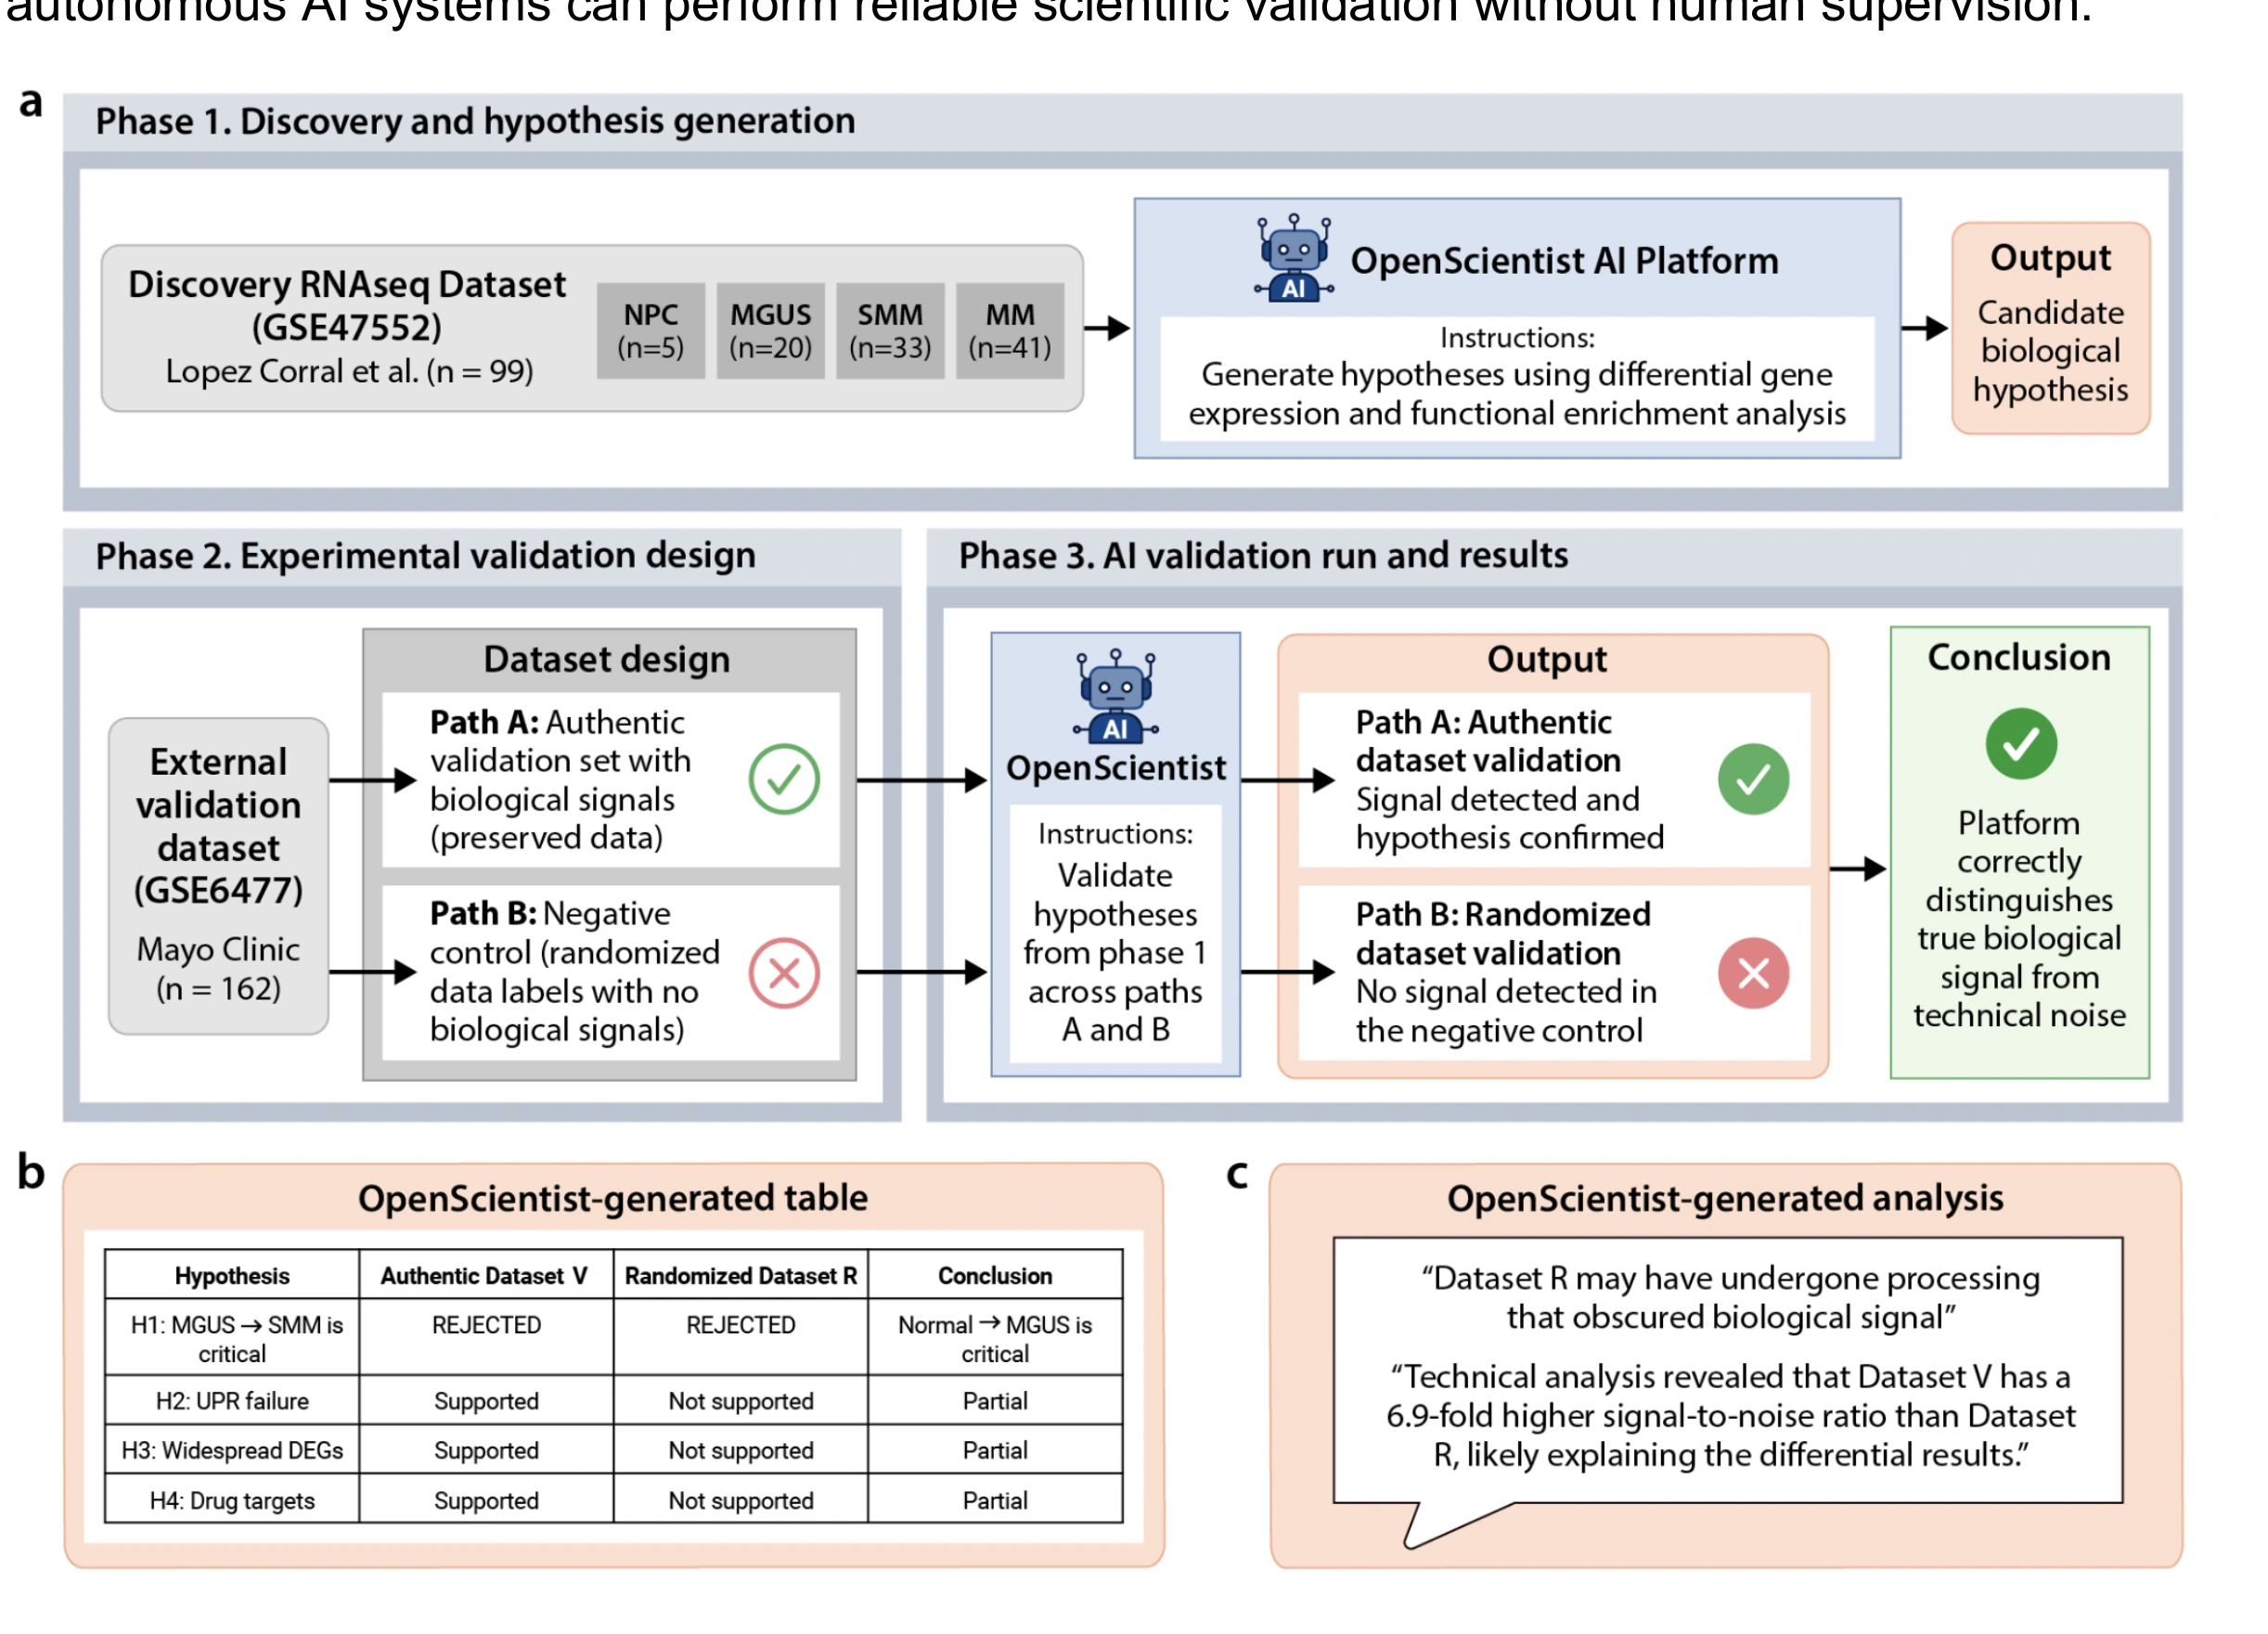 autonomous AI systems can perform reliable scientific validation without human supervision.
a
Phase 1. Discovery and hypothesis generation
Discovery RNAseq Dataset
(GSE47552)
Lopez Corral et al. (n = 99)
NPC
(n=5)
MGUS
(n=20)
SMM
(n=33)
MM
(n=41)
AI
OpenScientist AI Platform
Instructions:
Generate hypotheses using differential gene
expression and functional enrichment analysis
Output
Candidate
biological
hypothesis
Phase 2. Experimental validation design
External
validation
dataset
(GSE6477)
Mayo Clinic
(n = 162)
Dataset design
Path A: Authentic
validation set with
biological signals
(preserved data)
Path B: Negative
control (randomized
data labels with no
biological signals)
Phase 3. AI validation run and results
AI
OpenScientist
Instructions:
Validate
hypotheses
from phase 1
across paths
A and B
Output
Path A: Authentic
dataset validation
Signal detected and
hypothesis confirmed
Path B: Randomized
dataset validation
No signal detected in
the negative control
Conclusion
Platform
correctly
distinguishes
true biological
signal from
technical noise
b
OpenScientist-generated table
Hypothesis Authentic Dataset V Randomized Dataset R Conclusion
H1: MGUS → SMM is REJECTED REJECTED Normal → MGUS is
critical critical
H2: UPR failure Supported Not supported Partial
H3: Widespread DEGs Supported Not supported Partial
H4: Drug targets Supported Not supported Partial
c
OpenScientist-generated analysis
“Dataset R may have undergone processing
that obscured biological signal”
“Technical analysis revealed that Dataset V has a
6.9-fold higher signal-to-noise ratio than Dataset
R, likely explaining the differential results.”